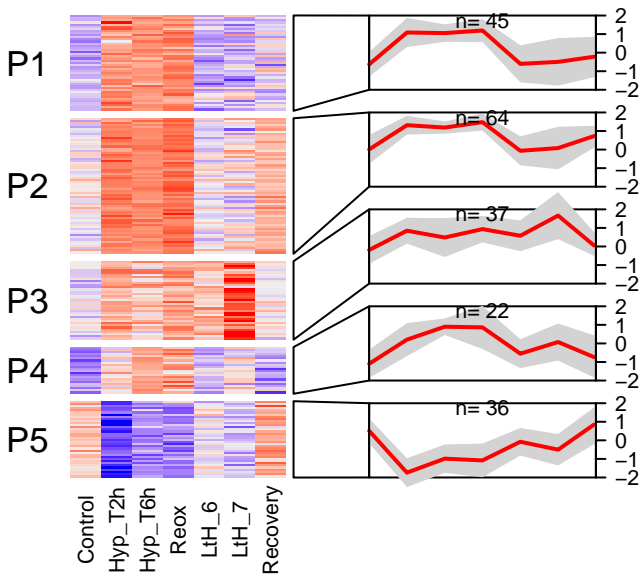 P1
P2
P3
P4
P5
n= 45
2
1
0
−1
−2
n= 64
2
1
0
−1
−2
n= 37
2
1
0
−1
−2
n= 22
2
1
0
−1
−2
n= 36
2
1
0
−1
−2
Control
Hyp_T2h
Hyp_T6h
Reox
LtH_6
LtH_7
Recovery